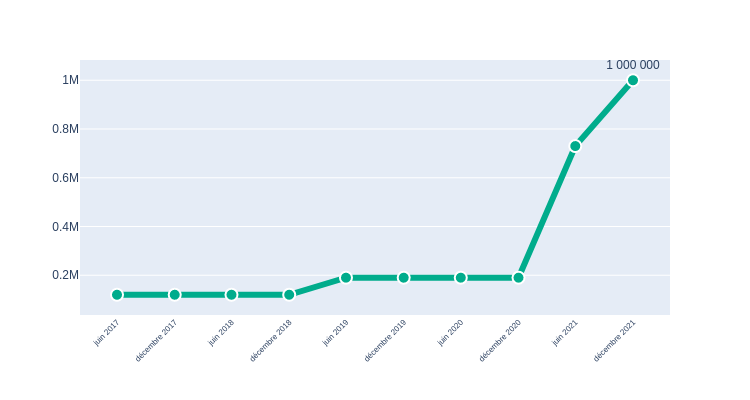 1 000 000
1M
0.8M
0.6M
0.4M
0.2M
juin 2017
décembre 2017
juin 2018
décembre 2018
juin 2019
décembre 2019
juin 2020
décembre 2020
juin 2021
décembre 2021